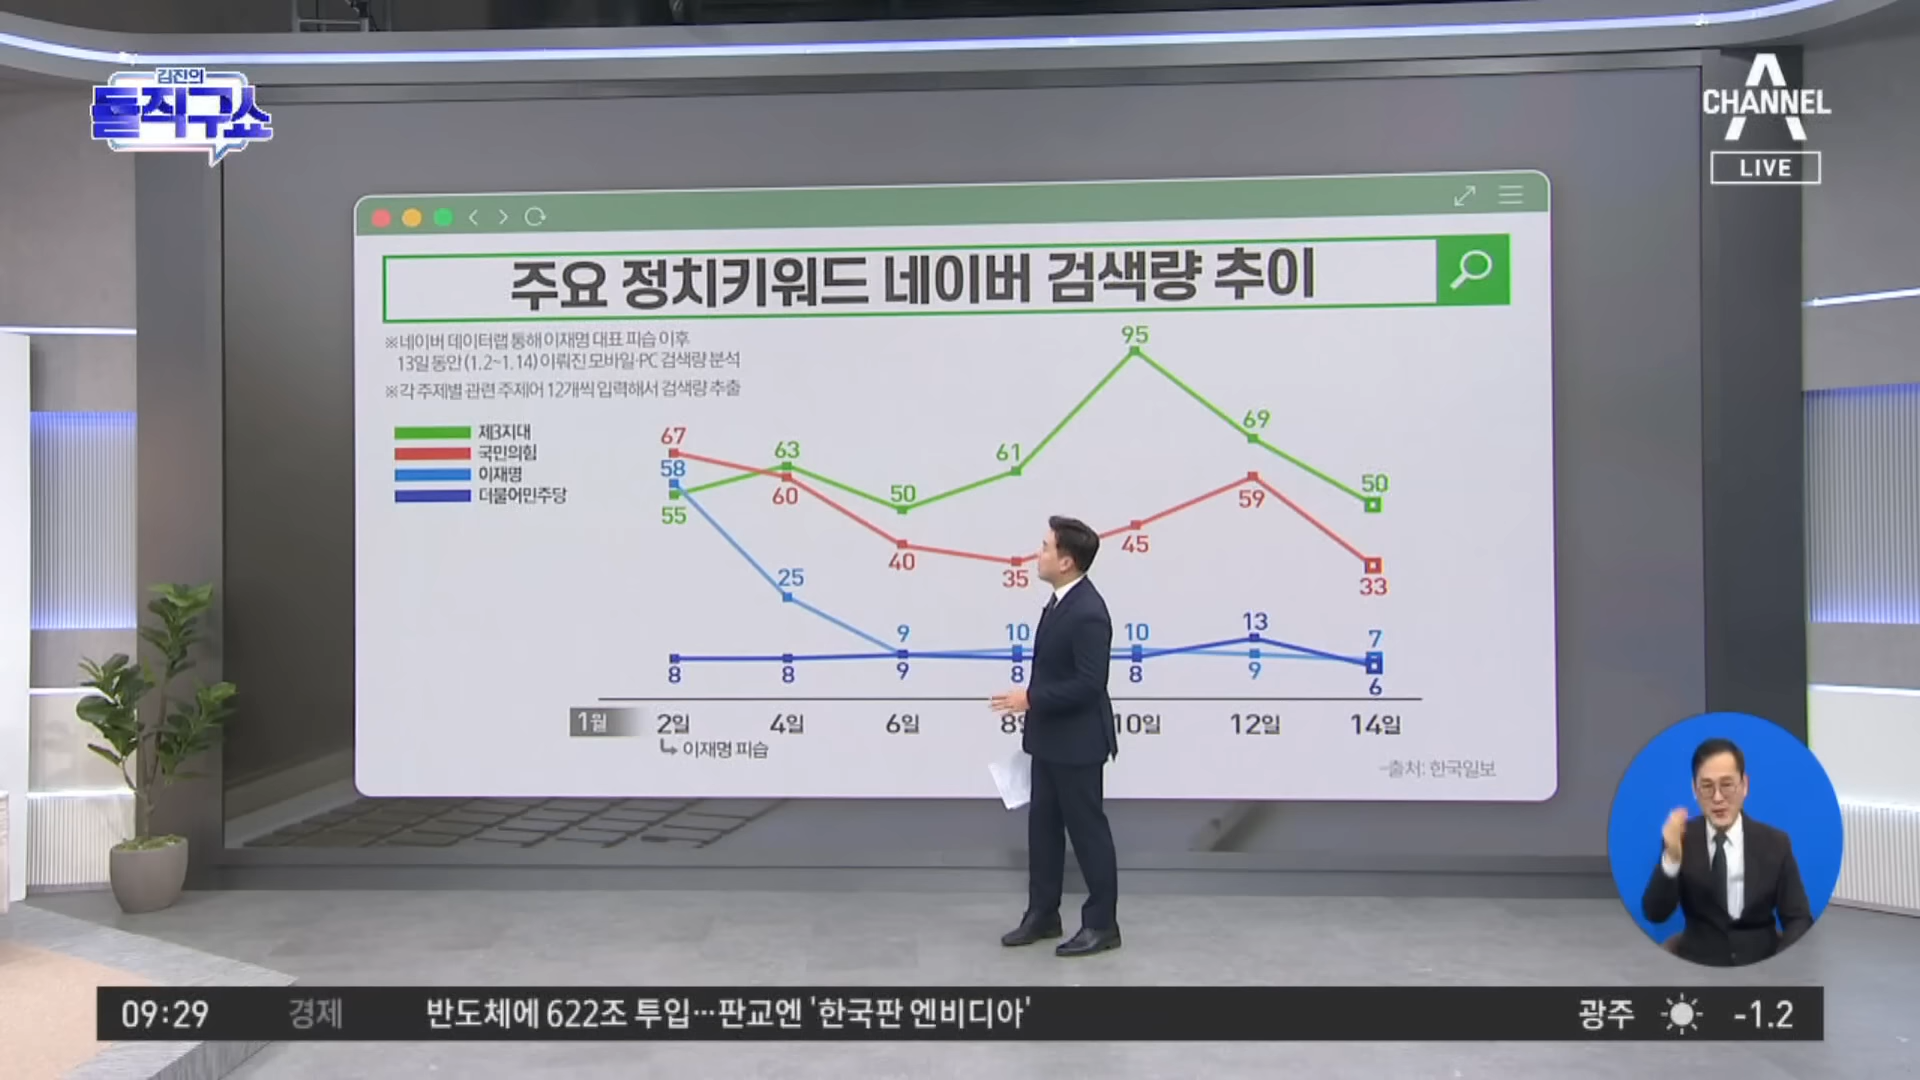 김진의
돌직구쇼
CHANNEL A
LIVE
주요 정치키워드 네이버 검색량 추이
※네이버 데이터랩 통해 이재명 대표 피습 이후
13일 동안(1.2~1.14) 이뤄진 모바일·PC 검색량 분석
※각 주제별 관련 주제어 12개씩 입력해서 검색량 추출
제3지대
국민의힘
이재명
더불어민주당
55 63 50 61 95 69 50
67 60 40 35 45 59 33
58 25 9 10 10 9 7
8 8 9 8 8 13 6
1월 2일 4일 6일 8일 10일 12일 14일
↳ 이재명 피습
-출처: 한국일보
09:29 경제 반도체에 622조 투입…판교엔 '한국판 엔비디아' 광주 -1.2